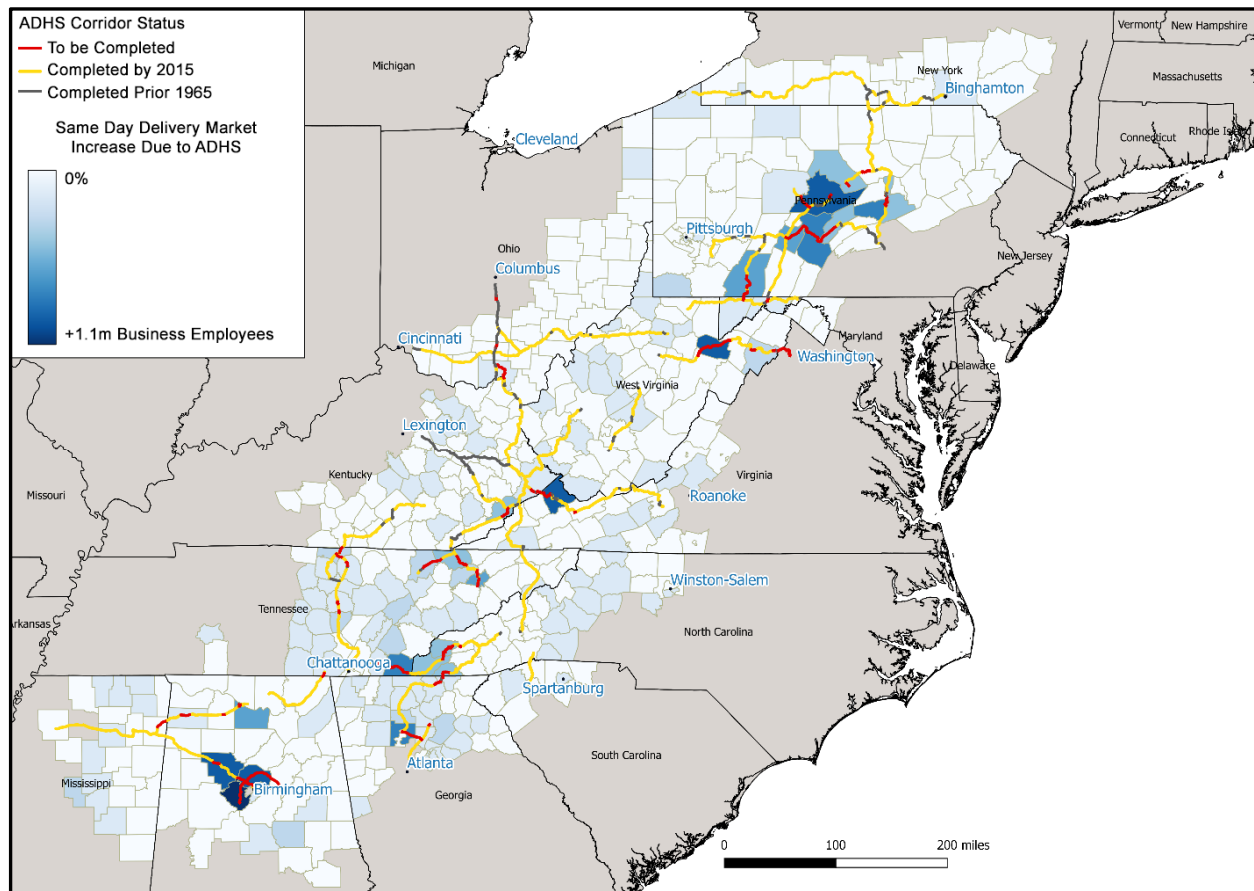 ADHS Corridor Status
To be Completed
Completed by 2015
Completed Prior 1965
Same Day Delivery Market
Increase Due to ADHS
0%
+1.1m Business Employees
Vermont
New Hampshire
Michigan
New York
Massachusetts
Binghamton
Connecticut
Rhode Island
Cleveland
Pennsylvania
Pittsburgh
Ohio
New Jersey
Columbus
Maryland
Cincinnati
Washington
Delaware
West Virginia
Lexington
Kentucky
Virginia
Roanoke
Missouri
Winston-Salem
Tennessee
Arkansas
North Carolina
Chattanooga
Spartanburg
South Carolina
Atlanta
Mississippi
Birmingham
Georgia
0 100 200 miles